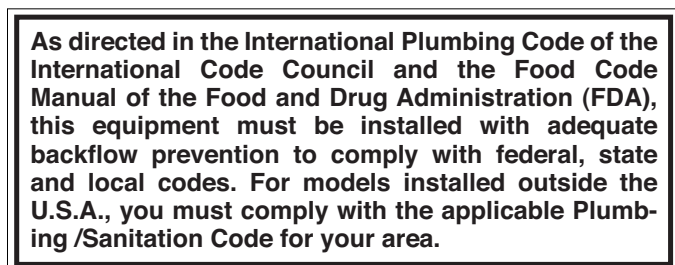 As directed in the International Plumbing Code of the
International Code Council and the Food Code
Manual of the Food and Drug Administration (FDA),
this equipment must be installed with adequate
backflow prevention to comply with federal, state
and local codes. For models installed outside the
U.S.A., you must comply with the applicable Plumb-
ing /Sanitation Code for your area.